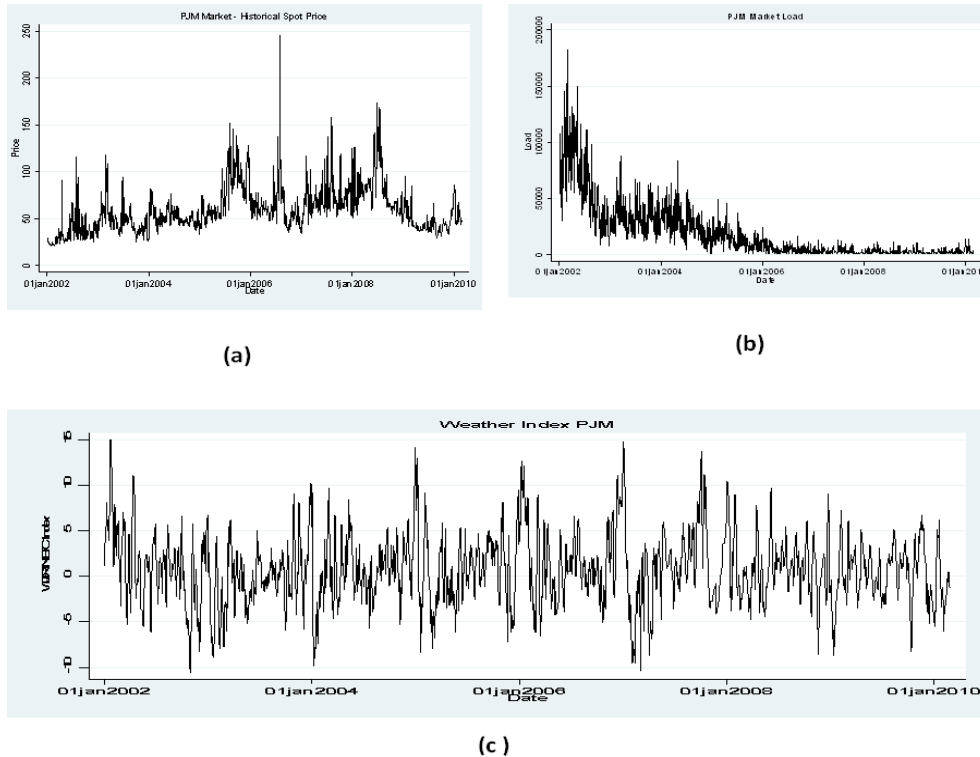 PJM Market - Historical Spot Price
Price
0 50 100 150 200 250
01jan2002 01jan2004 01jan2006 01jan2008 01jan2010
Date
(a)
PJM Market Load
Load
0 50000 100000 150000 200000
01jan2002 01jan2004 01jan2006 01jan2008
Date
(b)
Weather Index PJM
-10 -5 0 5 10 15
01jan2002 01jan2004 01jan2006 01jan2008 01jan2010
Date
(c )